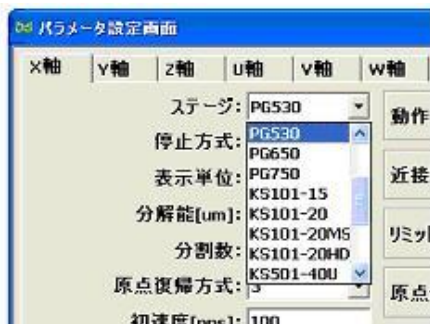 パラメータ設定画面
X軸 Y軸 Z軸 U軸 V軸 W軸
ステージ: PG530
動作
停止方式: PG530
PG650
表示単位: PG750
近接
KS101-15
分解能[um]: KS101-20
KS101-20MS
リミッ
分割数: KS101-20HD
KS501-40U
原点復帰方式: 3
原点
初速度[pps]: 100